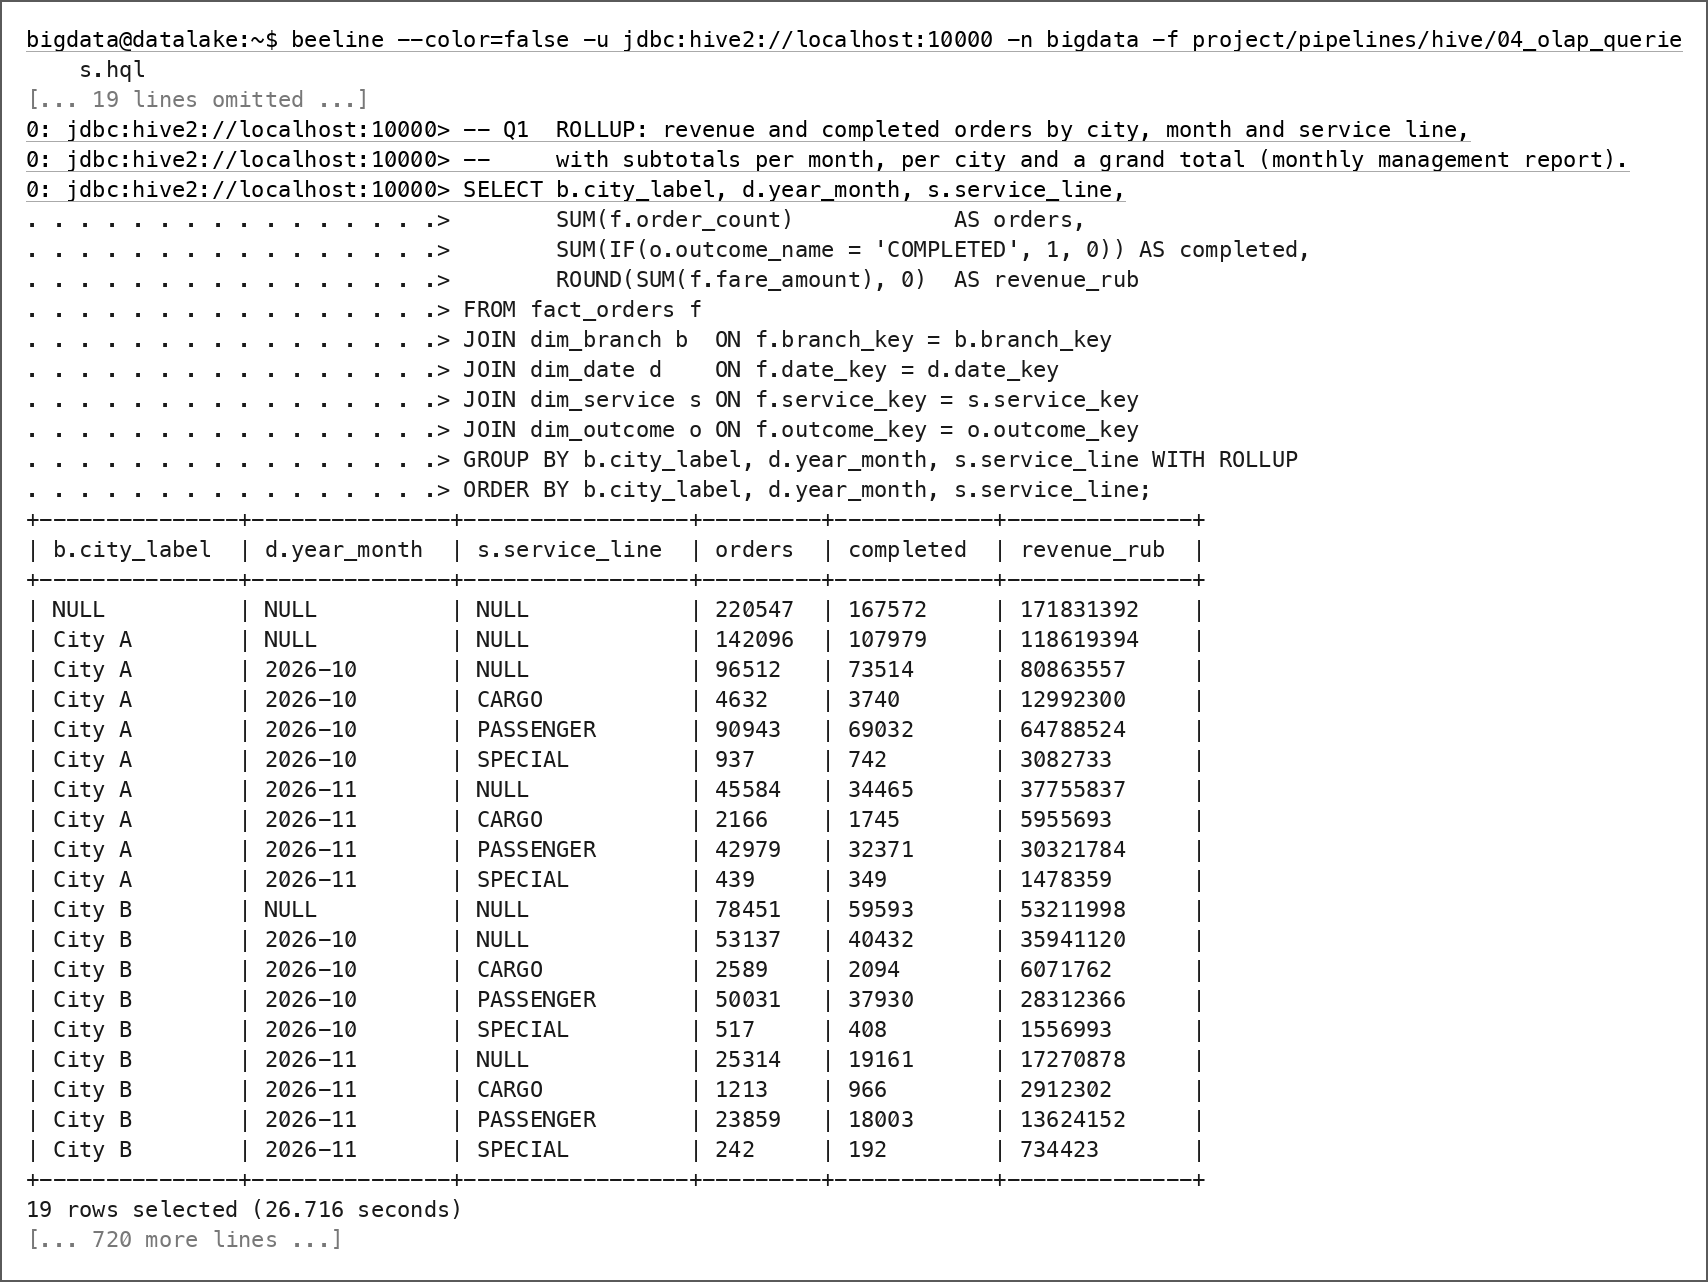 bigdata@datalake:~$ beeline --color=false -u jdbc:hive2://localhost:10000 -n bigdata -f project/pipelines/hive/04_olap_querie
    s.hql
[... 19 lines omitted ...]
0: jdbc:hive2://localhost:10000> -- Q1  ROLLUP: revenue and completed orders by city, month and service line,
0: jdbc:hive2://localhost:10000> --     with subtotals per month, per city and a grand total (monthly management report).
0: jdbc:hive2://localhost:10000> SELECT b.city_label, d.year_month, s.service_line,
. . . . . . . . . . . . . . . .>        SUM(f.order_count)            AS orders,
. . . . . . . . . . . . . . . .>        SUM(IF(o.outcome_name = 'COMPLETED', 1, 0)) AS completed,
. . . . . . . . . . . . . . . .>        ROUND(SUM(f.fare_amount), 0)  AS revenue_rub
. . . . . . . . . . . . . . . .> FROM fact_orders f
. . . . . . . . . . . . . . . .> JOIN dim_branch b  ON f.branch_key = b.branch_key
. . . . . . . . . . . . . . . .> JOIN dim_date d    ON f.date_key = d.date_key
. . . . . . . . . . . . . . . .> JOIN dim_service s ON f.service_key = s.service_key
. . . . . . . . . . . . . . . .> JOIN dim_outcome o ON f.outcome_key = o.outcome_key
. . . . . . . . . . . . . . . .> GROUP BY b.city_label, d.year_month, s.service_line WITH ROLLUP
. . . . . . . . . . . . . . . .> ORDER BY b.city_label, d.year_month, s.service_line;
+---------------+---------------+-----------------+---------+------------+--------------+
| b.city_label  | d.year_month  | s.service_line  | orders  | completed  | revenue_rub  |
+---------------+---------------+-----------------+---------+------------+--------------+
| NULL          | NULL          | NULL            | 220547  | 167572     | 171831392    |
| City A        | NULL          | NULL            | 142096  | 107979     | 118619394    |
| City A        | 2026-10       | NULL            | 96512   | 73514      | 80863557     |
| City A        | 2026-10       | CARGO           | 4632    | 3740       | 12992300     |
| City A        | 2026-10       | PASSENGER       | 90943   | 69032      | 64788524     |
| City A        | 2026-10       | SPECIAL         | 937     | 742        | 3082733      |
| City A        | 2026-11       | NULL            | 45584   | 34465      | 37755837     |
| City A        | 2026-11       | CARGO           | 2166    | 1745       | 5955693      |
| City A        | 2026-11       | PASSENGER       | 42979   | 32371      | 30321784     |
| City A        | 2026-11       | SPECIAL         | 439     | 349        | 1478359      |
| City B        | NULL          | NULL            | 78451   | 59593      | 53211998     |
| City B        | 2026-10       | NULL            | 53137   | 40432      | 35941120     |
| City B        | 2026-10       | CARGO           | 2589    | 2094       | 6071762      |
| City B        | 2026-10       | PASSENGER       | 50031   | 37930      | 28312366     |
| City B        | 2026-10       | SPECIAL         | 517     | 408        | 1556993      |
| City B        | 2026-11       | NULL            | 25314   | 19161      | 17270878     |
| City B        | 2026-11       | CARGO           | 1213    | 966        | 2912302      |
| City B        | 2026-11       | PASSENGER       | 23859   | 18003      | 13624152     |
| City B        | 2026-11       | SPECIAL         | 242     | 192        | 734423       |
+---------------+---------------+-----------------+---------+------------+--------------+
19 rows selected (26.716 seconds)
[... 720 more lines ...]